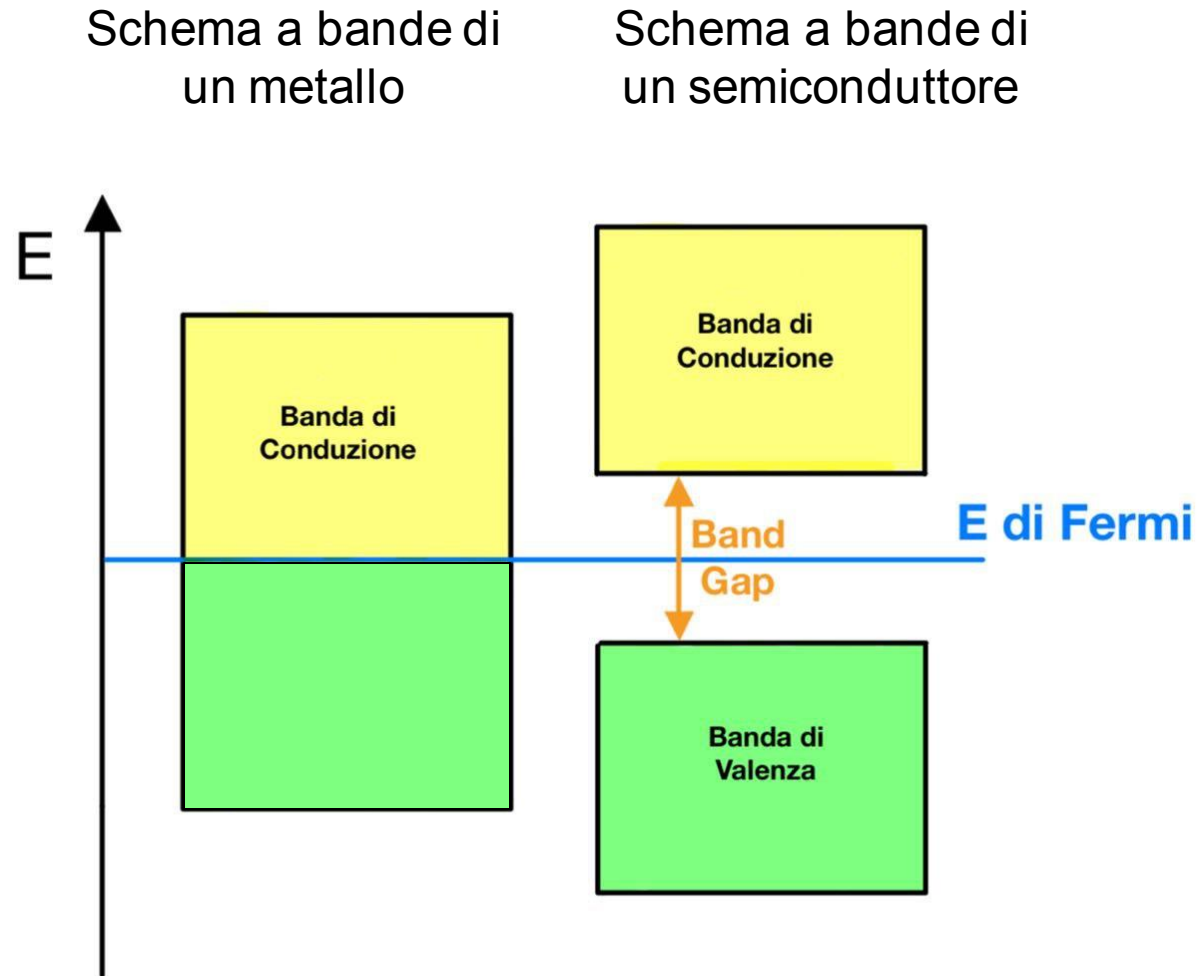 Schema a bande di
un metallo
Schema a bande di
un semiconduttore
E
Banda di
Conduzione
Banda di
Conduzione
Band
Gap
E di Fermi
Banda di
Valenza